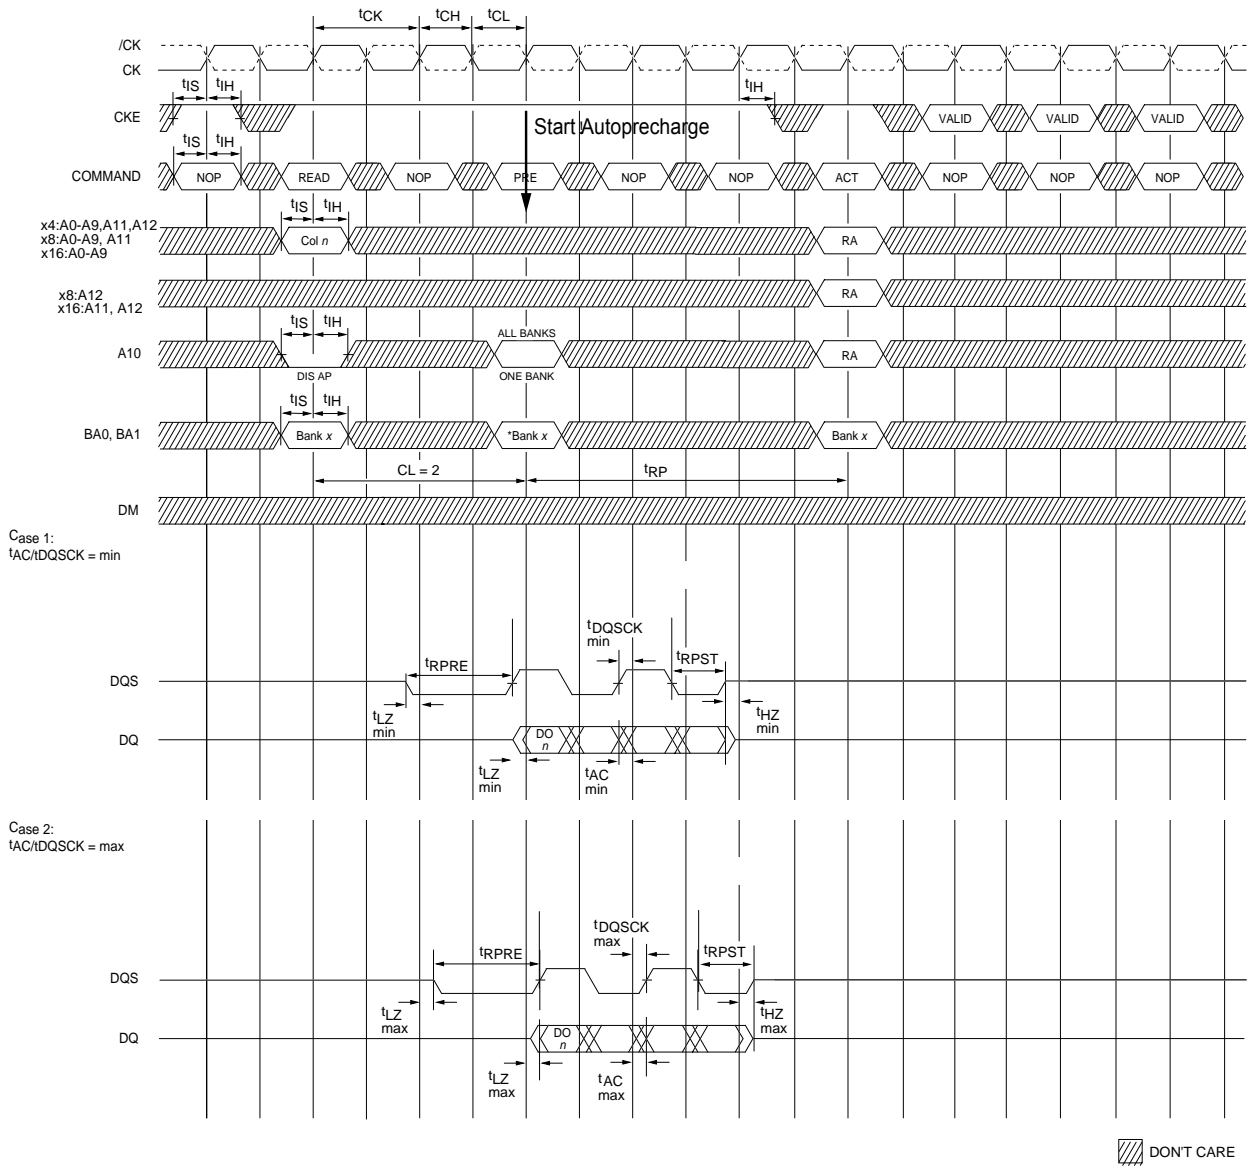 tCK tCH tCL
/CK
CK
tIS tIH tIH
CKE VALID VALID VALID
Start Autoprecharge
tIS tIH
COMMAND NOP READ NOP PRE NOP NOP ACT NOP NOP NOP
tIS tIH
x4:A0-A9,A11,A12
x8:A0-A9, A11
x16:A0-A9
Col n RA
x8:A12
x16:A11, A12
RA
tIS tIH
ALL BANKS
A10 RA
DIS AP ONE BANK
tIS tIH
BA0, BA1 Bank x *Bank x Bank x
CL = 2 tRP
DM
Case 1:
tAC/tDQSCK = min
tDQSCK
min
tRPRE tRPST
DQS
tLZ
min
tHZ
min
DQ DO
n
tLZ
min
tAC
min
Case 2:
tAC/tDQSCK = max
tDQSCK
max
tRPRE tRPST
DQS
tLZ
max
tHZ
max
DQ DO
n
tLZ
max
tAC
max
DON'T CARE